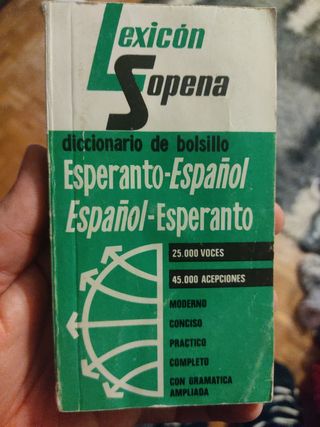 Lexicón
Sopena
diccionario de bolsillo
Esperanto-Español
Español-Esperanto
25.000 VOCES
45.000 ACEPCIONES
MODERNO
CONCISO
PRACTICO
COMPLETO
CON GRAMATICA
AMPLIADA